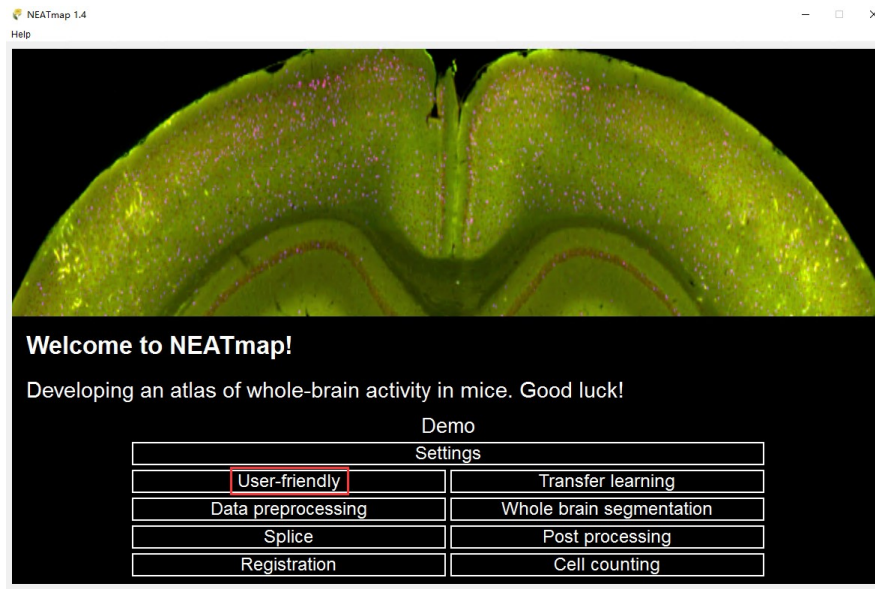 NEATmap 1.4
Help
Welcome to NEATmap!
Developing an atlas of whole-brain activity in mice. Good luck!
Demo
Settings
User-friendly Transfer learning
Data preprocessing Whole brain segmentation
Splice Post processing
Registration Cell counting